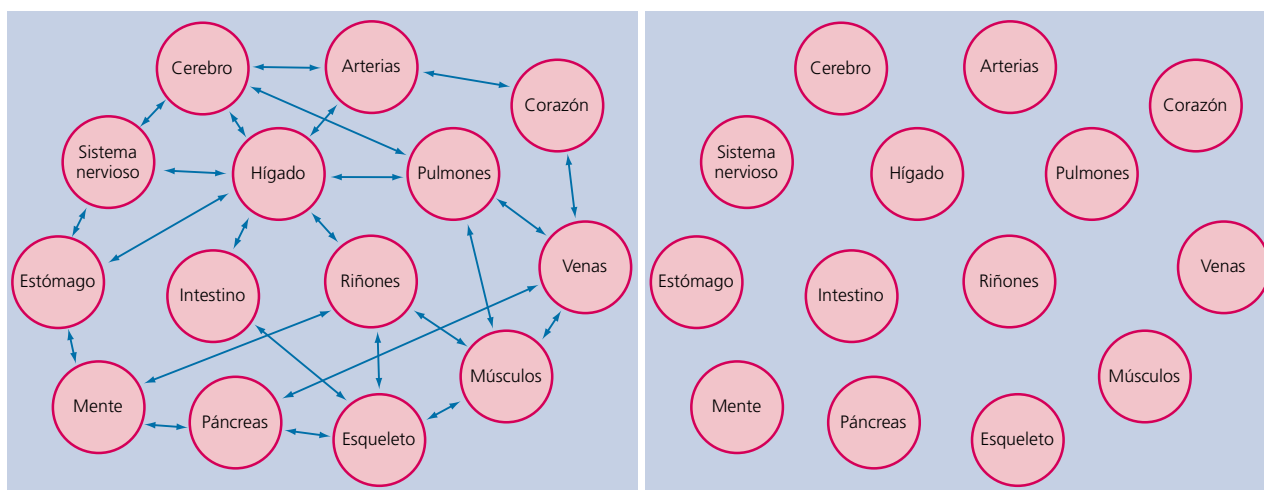 Cerebro
Arterias
Corazón
Sistema
nervioso
Hígado
Pulmones
Estómago
Intestino
Riñones
Venas
Mente
Páncreas
Esqueleto
Músculos
Cerebro
Arterias
Corazón
Sistema
nervioso
Hígado
Pulmones
Estómago
Intestino
Riñones
Venas
Mente
Páncreas
Esqueleto
Músculos